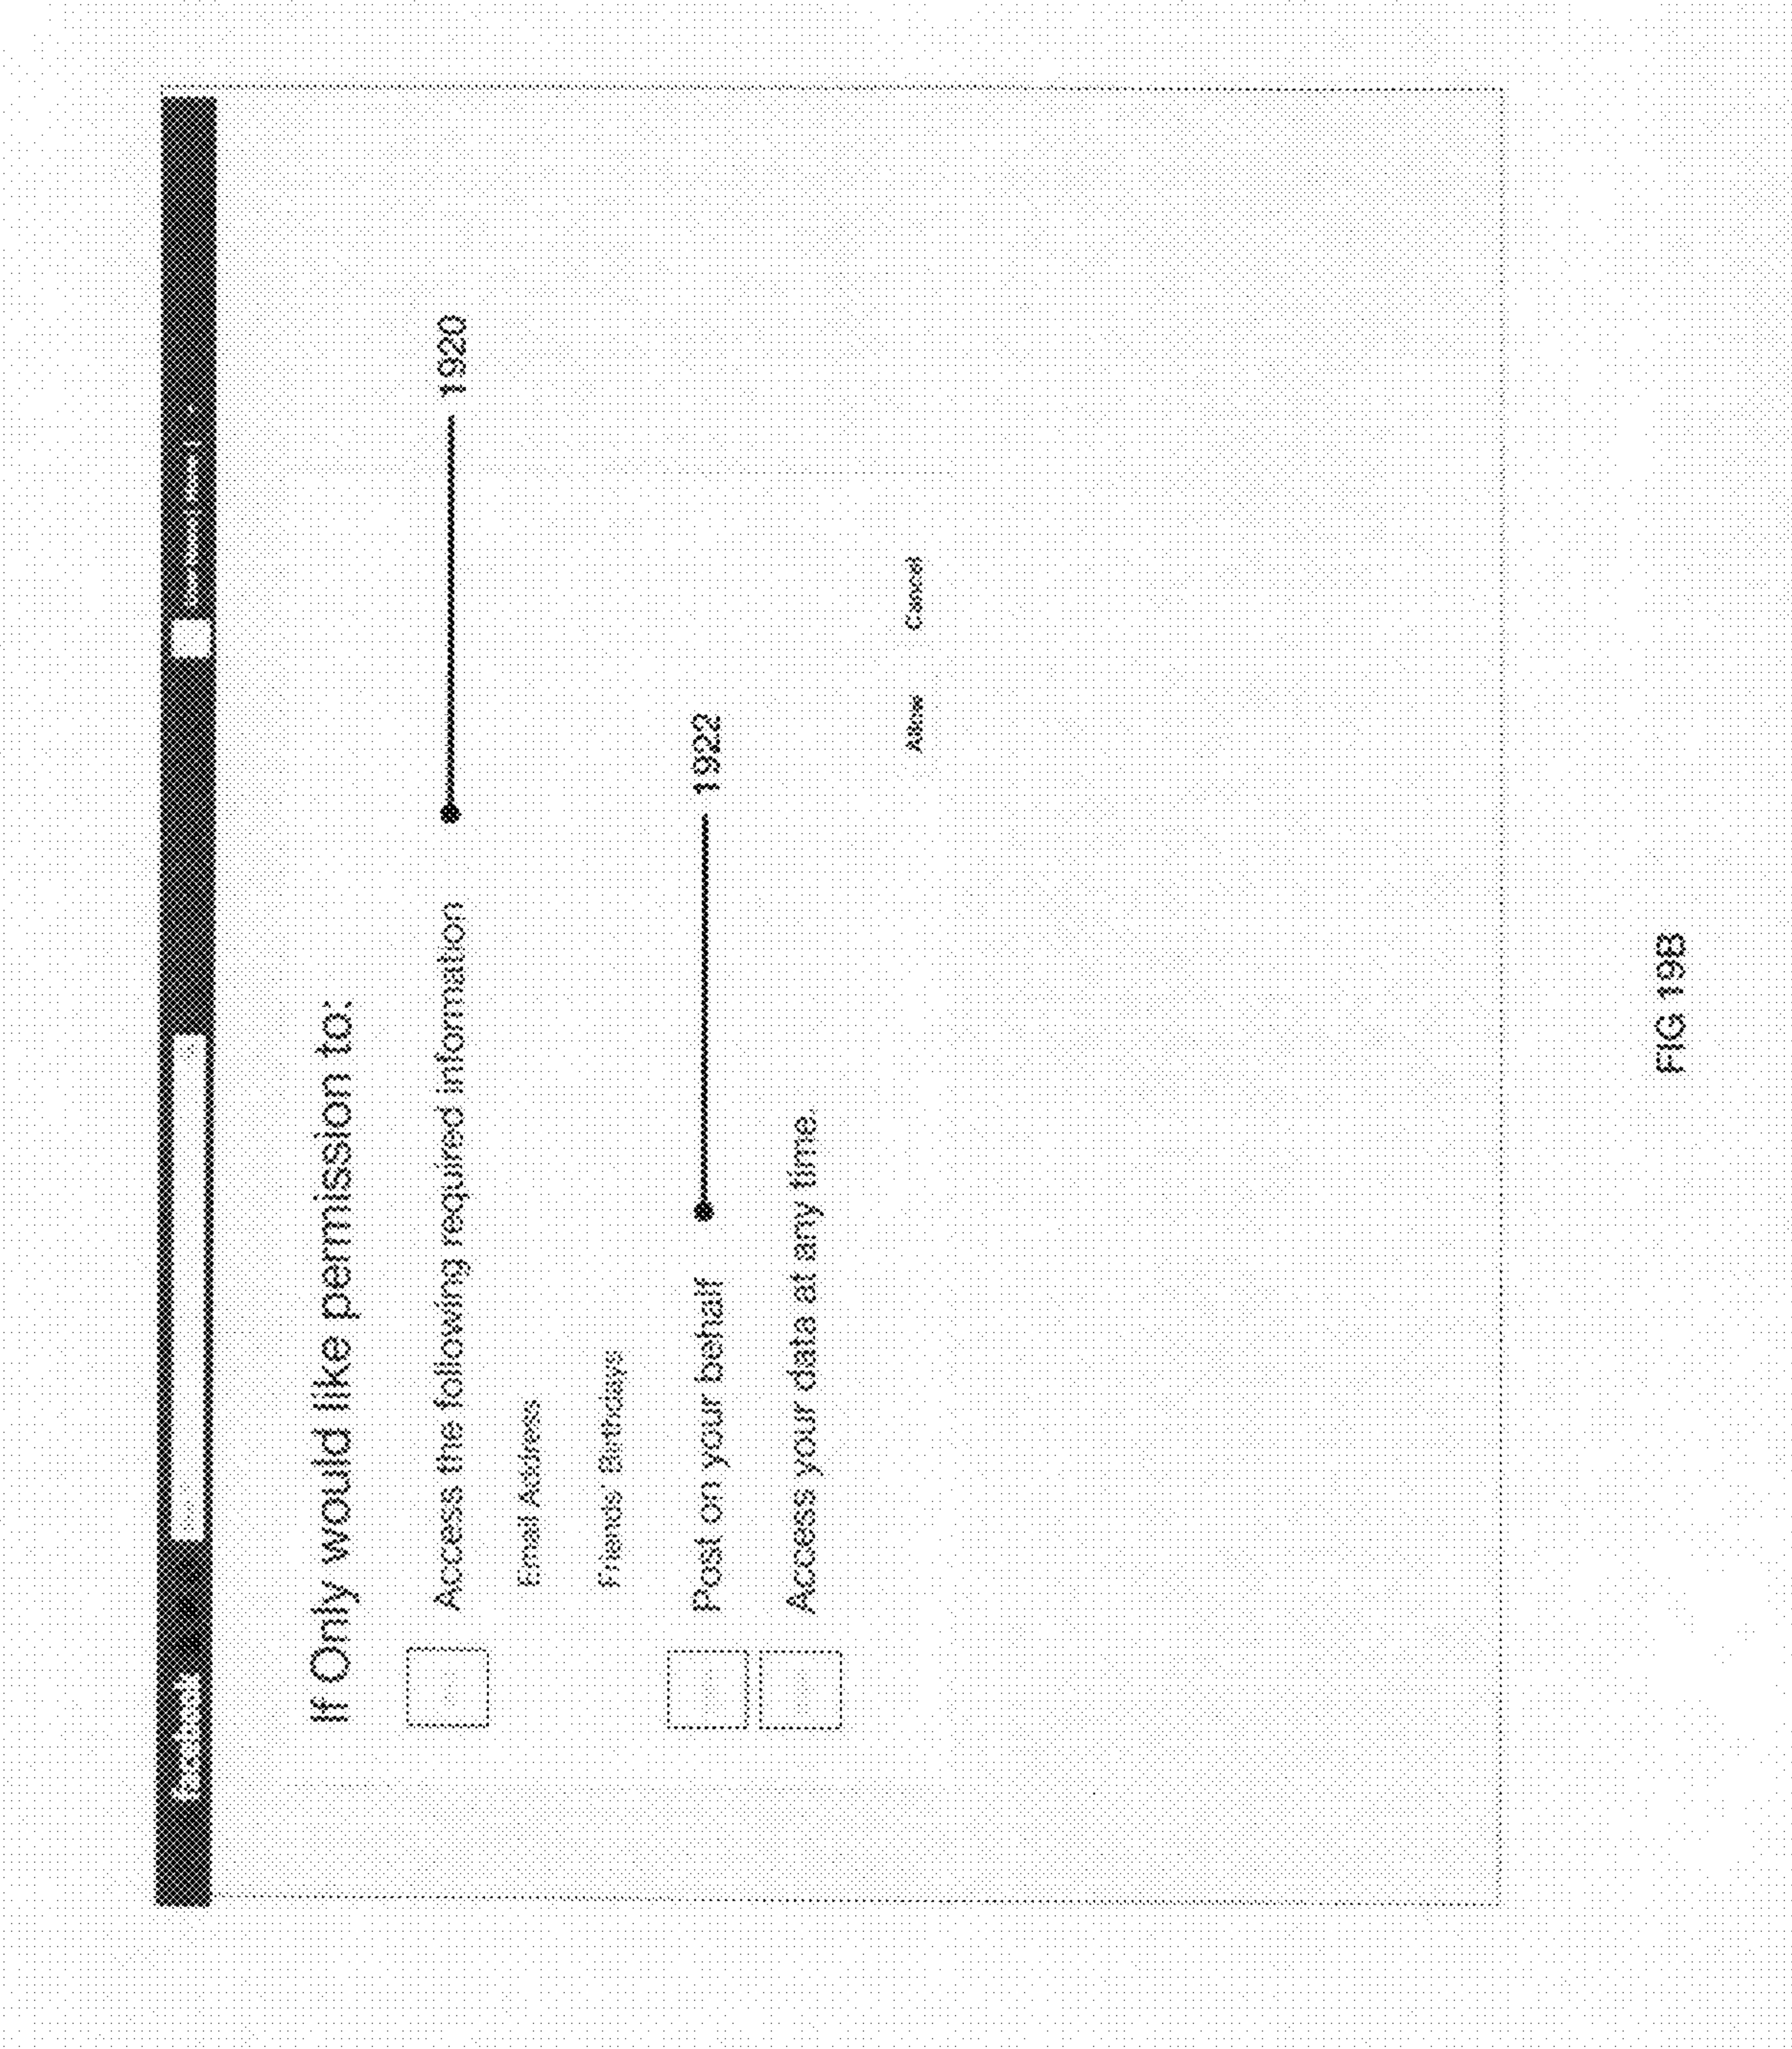 facebook
If Only would like permission to:
Access the following required information 1920
Email Address
Friends' Birthdays
Post on your behalf 1922
Access your data at any time.
Allow Cancel
FIG 19B